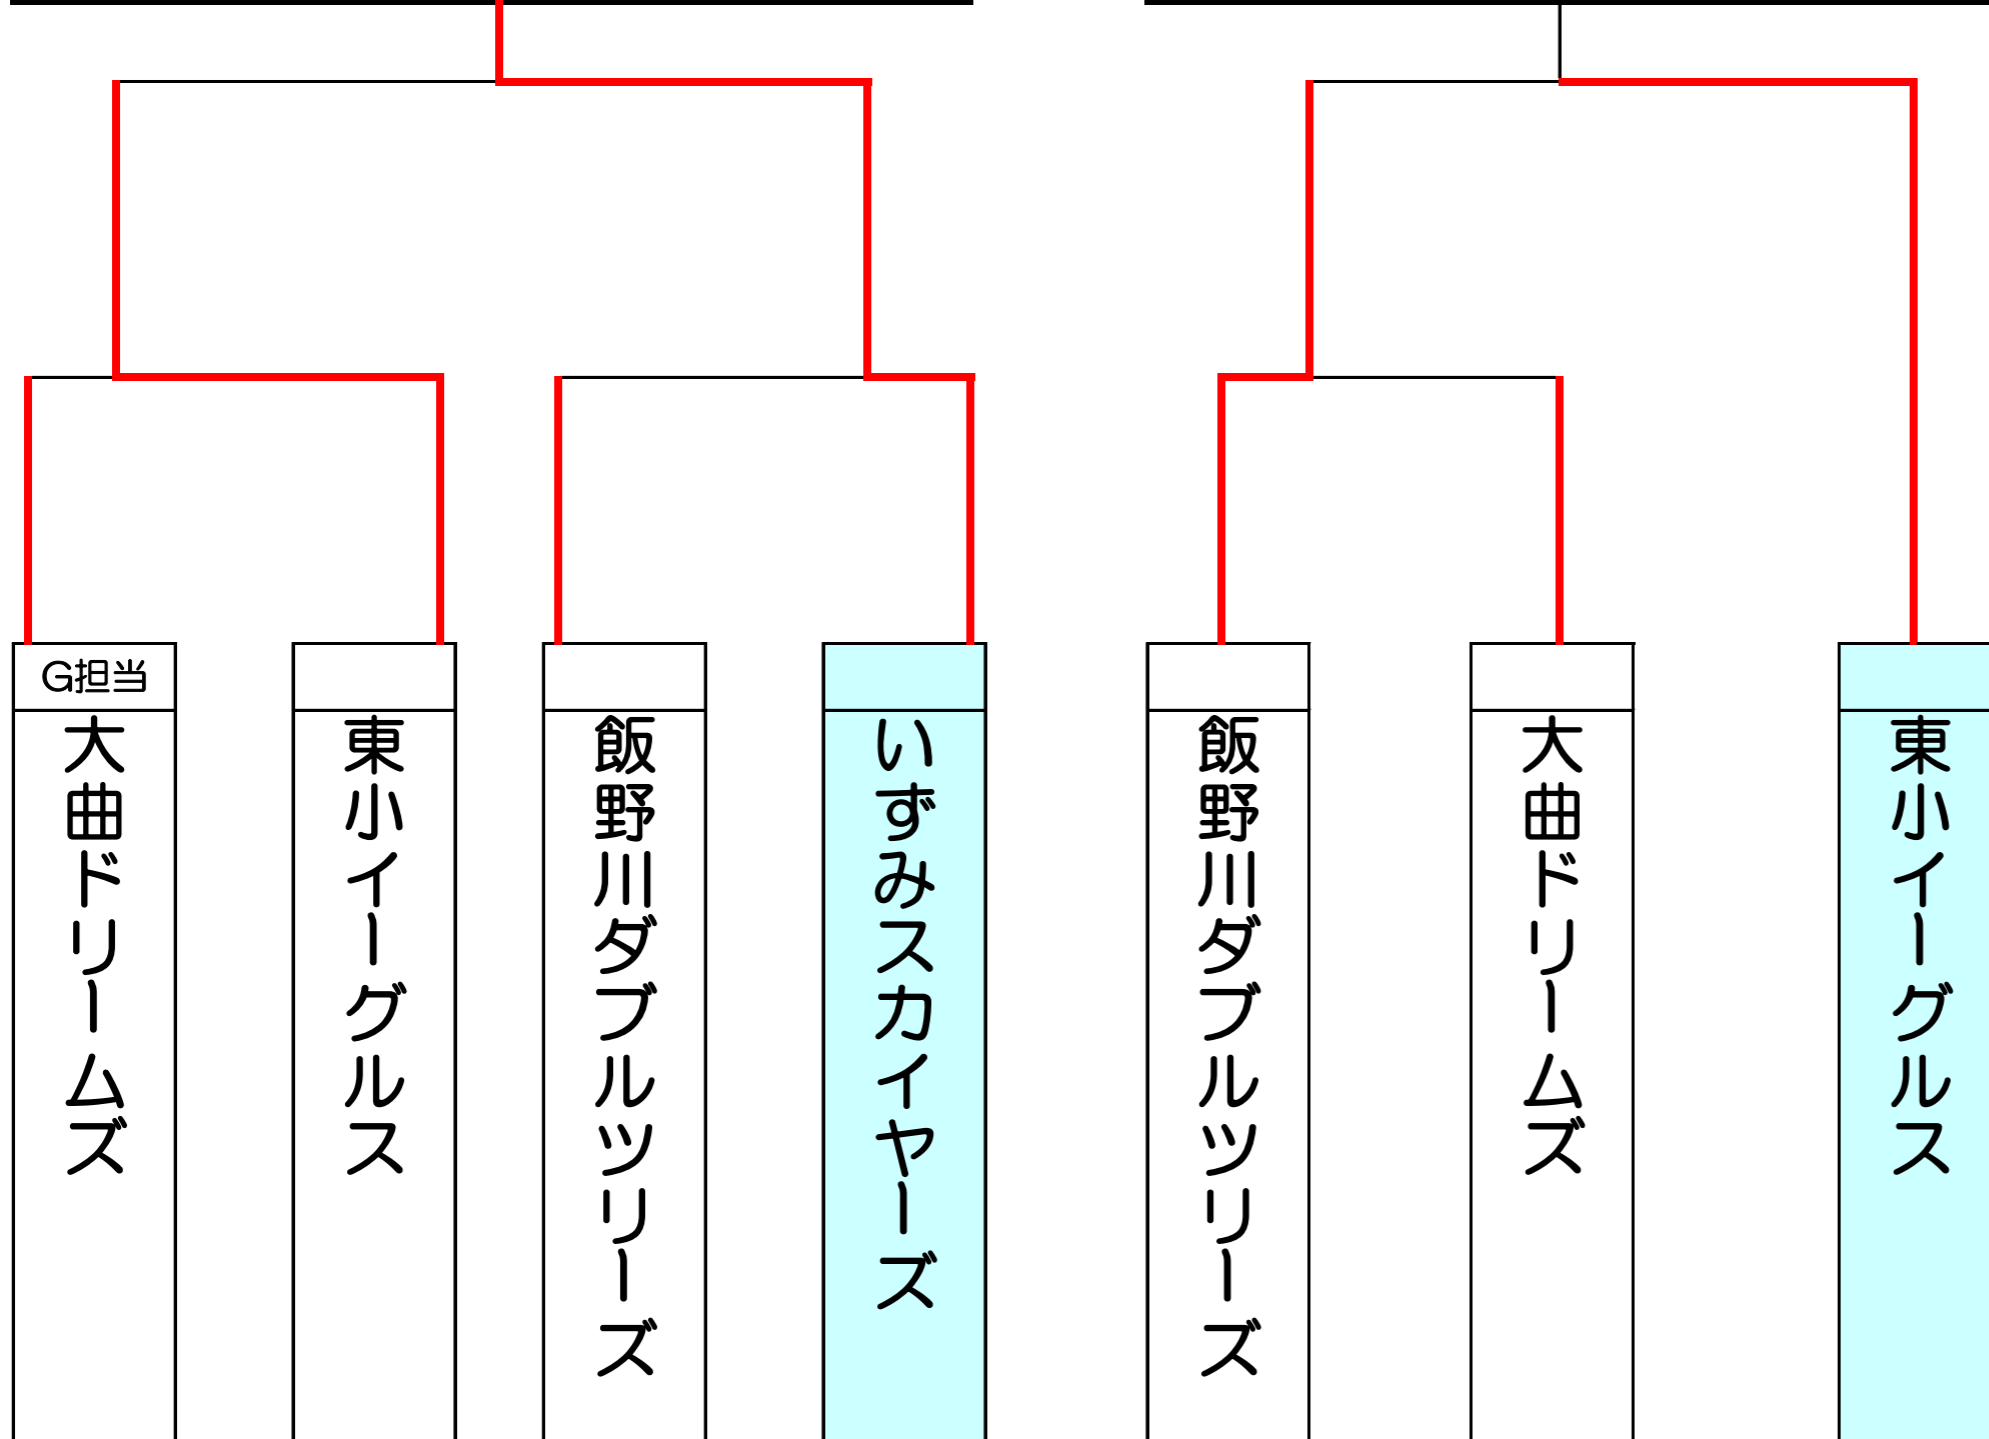 G担当
大曲ドリームズ
東小イーグルス
飯野川ダブルツリーズ
いずみスカイヤーズ
飯野川ダブルツリーズ
大曲ドリームズ
東小イーグルス